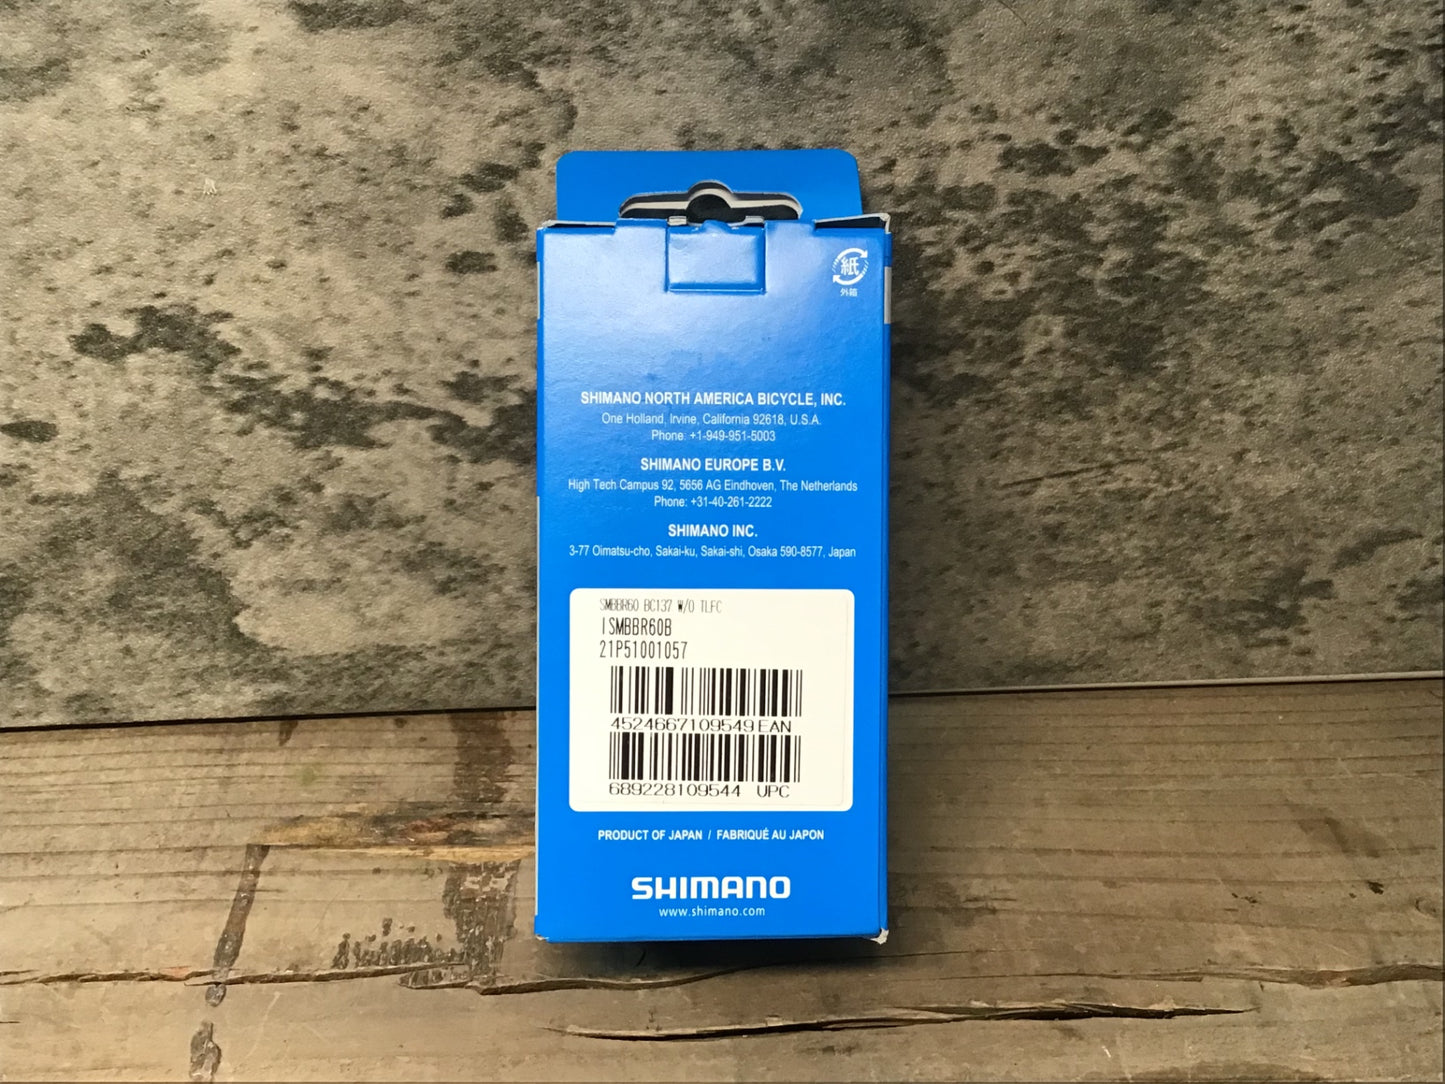 紙
外箱
SHIMANO NORTH AMERICA BICYCLE, INC.
One Holland, Irvine, California 92618, U.S.A.
Phone: +1-949-951-5003
SHIMANO EUROPE B.V.
High Tech Campus 92, 5656 AG Eindhoven, The Netherlands
Phone: +31-40-261-2222
SHIMANO INC.
3-77 Oimatsu-cho, Sakai-ku, Sakai-shi, Osaka 590-8577, Japan
SMBBR60 BC137 W/O TLFC
ISMBBR60B
21P51001057
4524667109549 EAN
689228109544 UPC
PRODUCT OF JAPAN / FABRIQUÉ AU JAPON
SHIMANO
www.shimano.com